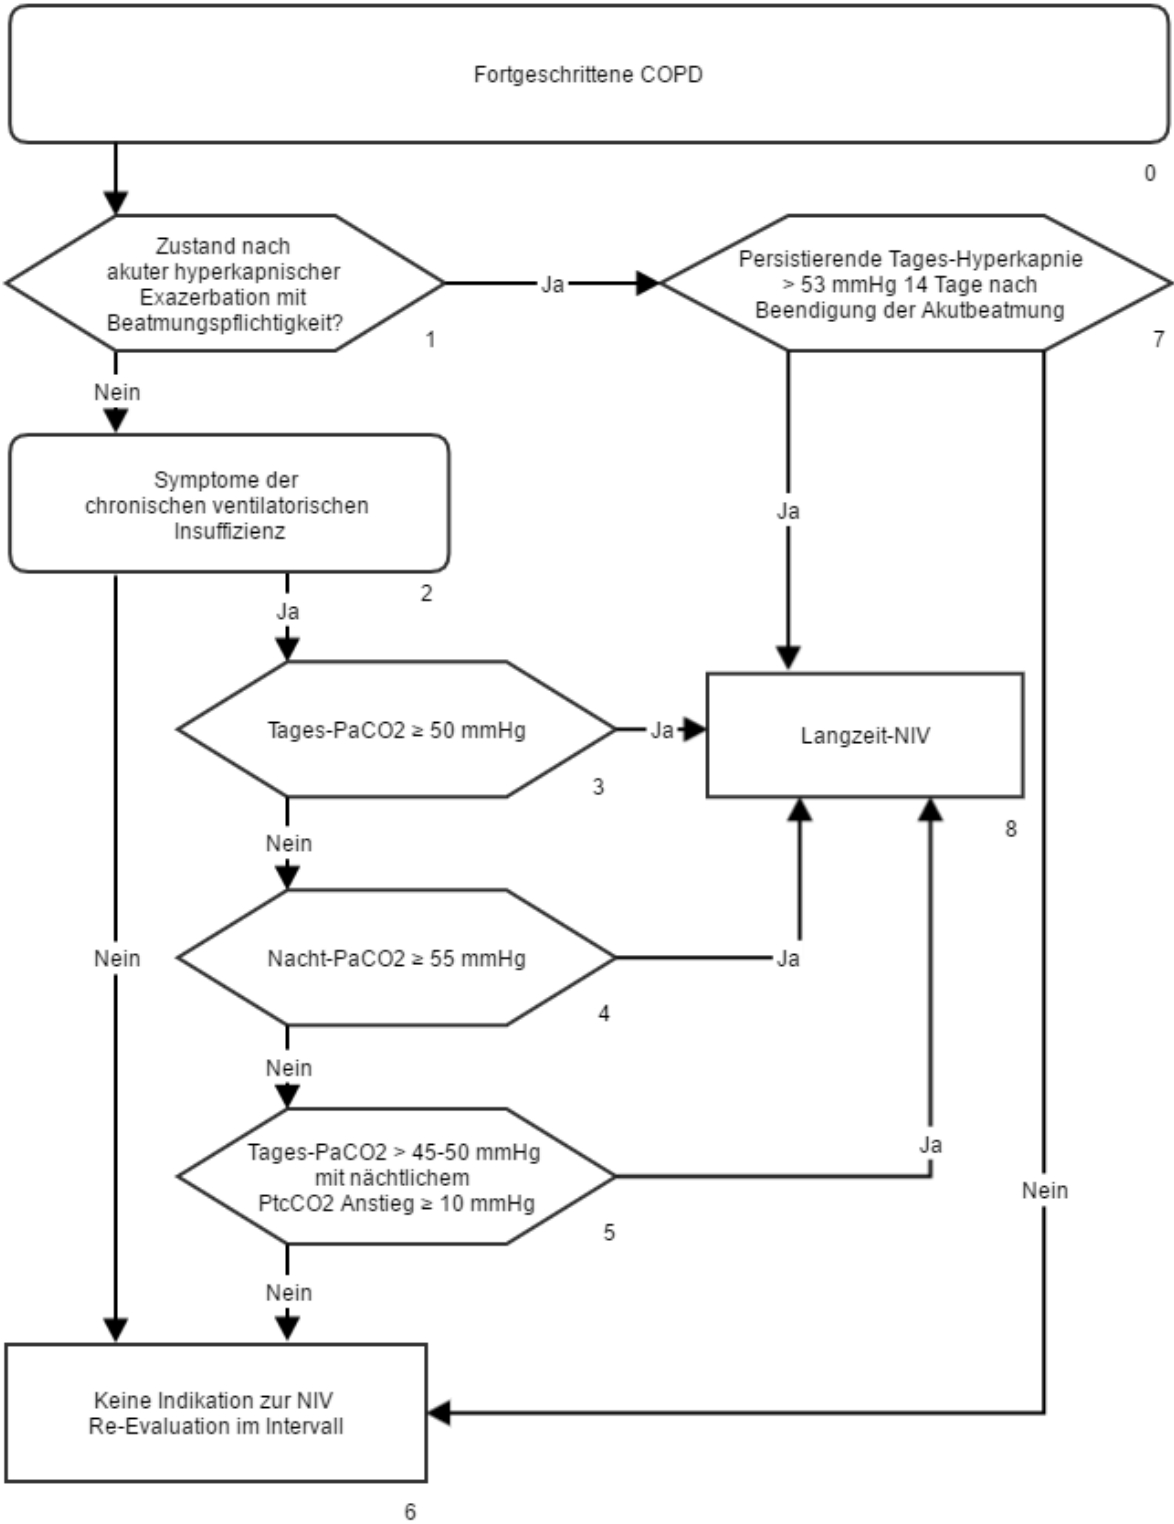 Fortgeschrittene COPD
0
Zustand nach
akuter hyperkapnischer
Exazerbation mit
Beatmungspflichtigkeit?
1
Ja
Persistierende Tages-Hyperkapnie
> 53 mmHg 14 Tage nach
Beendigung der Akutbeatmung
7
Nein
Symptome der
chronischen ventilatorischen
Insuffizienz
2
Ja
Ja
Tages-PaCO2 ≥ 50 mmHg
3
Ja
Langzeit-NIV
8
Nein
Nacht-PaCO2 ≥ 55 mmHg
4
Ja
Nein
Nein
Tages-PaCO2 > 45-50 mmHg
mit nächtlichem
PtcCO2 Anstieg ≥ 10 mmHg
5
Ja
Nein
Nein
Keine Indikation zur NIV
Re-Evaluation im Intervall
6